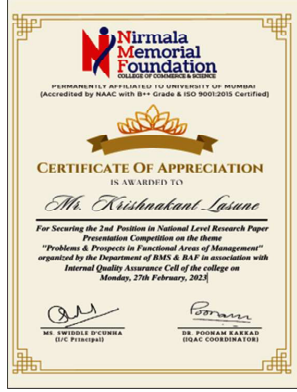 Nirmala
Memorial
Foundation
COLLEGE OF COMMERCE & SCIENCE
PERMANENTLY AFFILIATED TO UNIVERSITY OF MUMBAI
(Accredited by NAAC with B++ Grade & ISO 9001:2015 Certified)
CERTIFICATE OF APPRECIATION
IS AWARDED TO
Mr. Krishnakant Lasune
For Securing the 2nd Position in National Level Research Paper
Presentation Competition on the theme
"Problems & Prospects in Functional Areas of Management"
organized by the Department of BMS & BAF in association with
Internal Quality Assurance Cell of the college on
Monday, 27th February, 2023
Poonam
MS. SWIDDLE D'CUNHA
(I/C Principal)
DR. POONAM KAKKAD
(IQAC COORDINATOR)